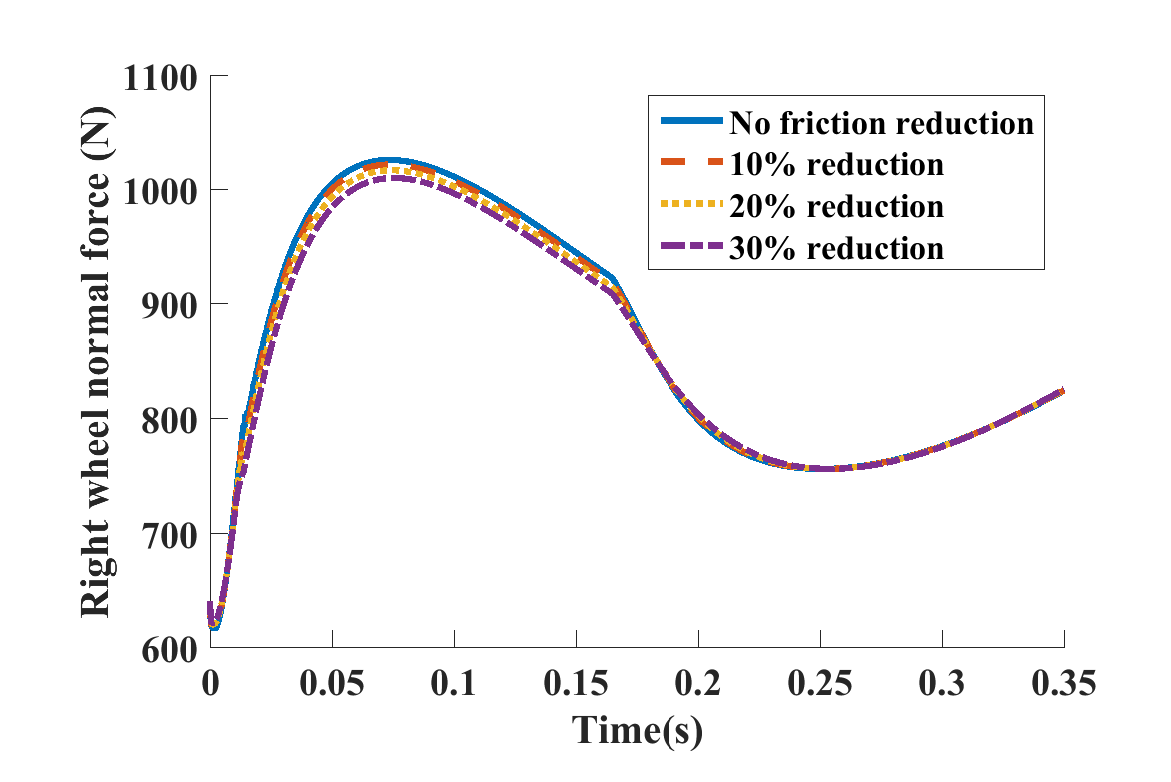 1100
1000
900
800
700
600
Right wheel normal force (N)
No friction reduction
10% reduction
20% reduction
30% reduction
0 0.05 0.1 0.15 0.2 0.25 0.3 0.35
Time(s)